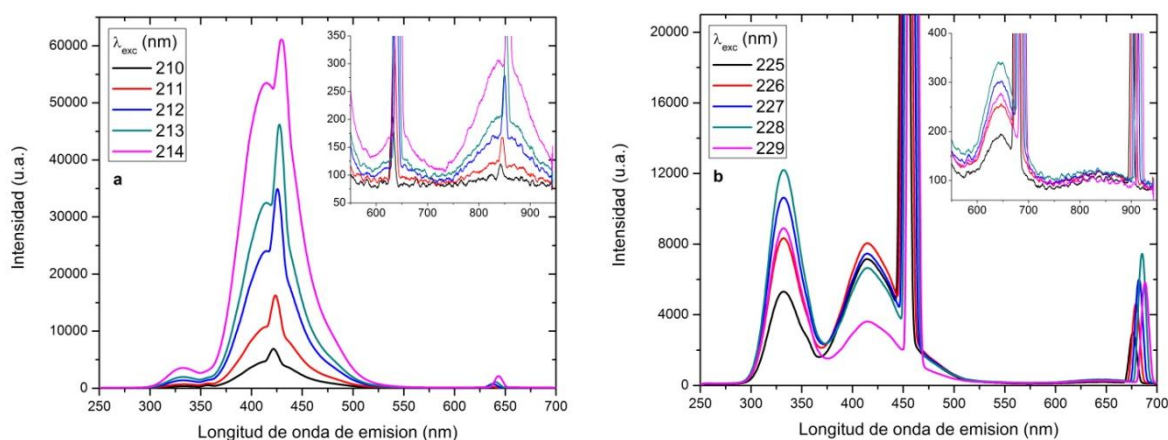 λexc (nm)
210
211
212
213
214
a
Intensidad (u.a.)
60000
50000
40000
30000
20000
10000
0
250 300 350 400 450 500 550 600 650 700
Longitud de onda de emision (nm)
350
300
250
200
150
100
50
600 700 800 900
λexc (nm)
225
226
227
228
229
b
Intensidad (u.a.)
20000
16000
12000
8000
4000
0
250 300 350 400 450 500 550 600 650 700
Longitud de onda de emision (nm)
400
300
200
100
600 700 800 900